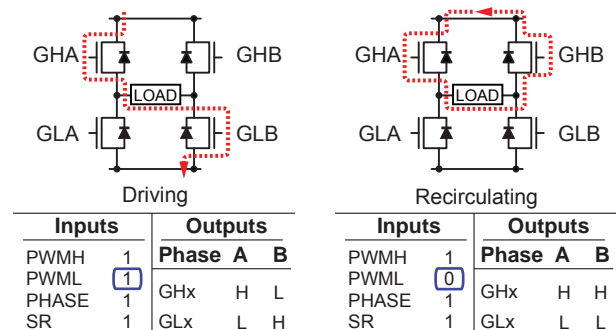 GHA GHB
LOAD
GLA GLB
Driving
Inputs Outputs
PWMH 1 Phase A B
PWML 1
PHASE 1 GHx H L
SR 1 GLx L H
GHA GHB
LOAD
GLA GLB
Recirculating
Inputs Outputs
PWMH 1 Phase A B
PWML 0
PHASE 1 GHx H H
SR 1 GLx L L